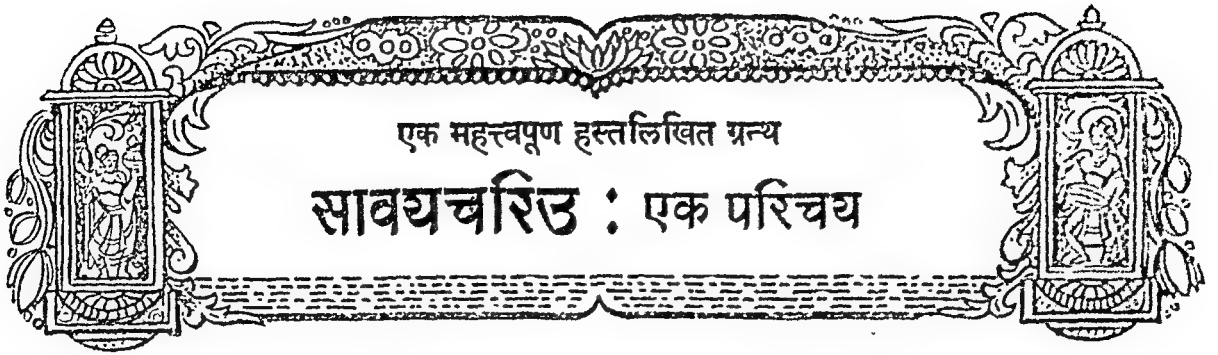 एक महत्त्वपूण हस्तलिखित ग्रन्थ
सावयचरिउ : एक परिचय